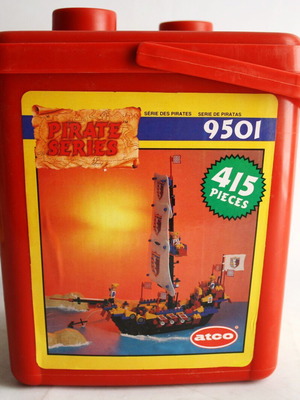 PIRATE
SERIES
SÉRIE DES PIRATES SERIE DE PIRATAS
9501
415
PIECES
atco